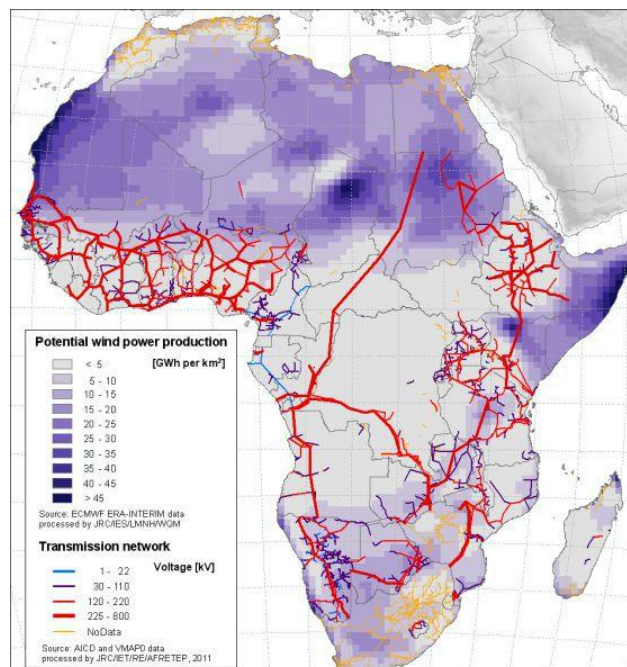 Potential wind power production
[GWh per km²]
< 5
5 - 10
10 - 15
15 - 20
20 - 25
25 - 30
30 - 35
35 - 40
40 - 45
>45
Source: ECMWF ERA-INTERIM data
processed by JRC/IES/LMNH/WQM
Transmission network
Voltage [kV]
1 - 22
30 - 110
120 - 220
225 - 800
NoData
Source: AICD and VMAP0 data
processed by JRC/IET/RE/AFRETEP, 2011